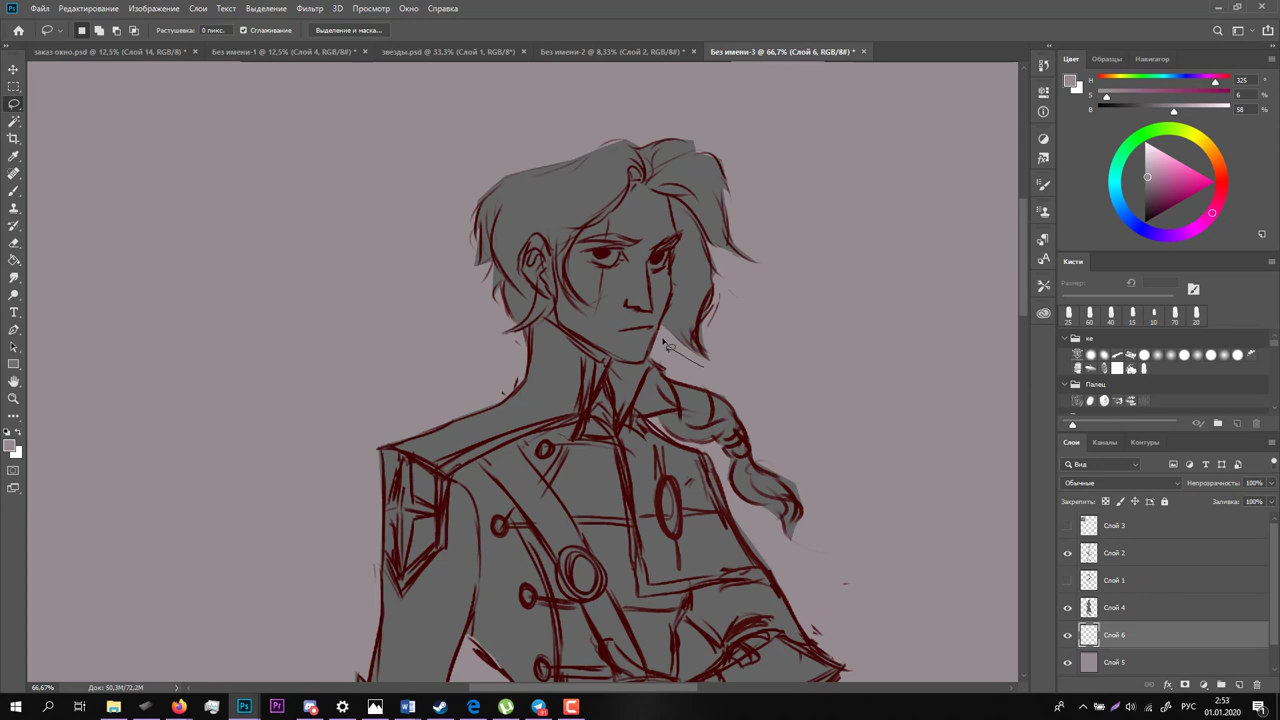 Файл Редактирование Изображение Слои Текст Выделение Фильтр 3D Просмотр Окно Справка
Растушевка: 0 пикс. Сглаживание Выделение и маска...
заказ окно.psd @ 12,5% (Слой 14, RGB/8) * × Без имени-1 @ 12,5% (Слой 4, RGB/8#) * × звезды.psd @ 33,3% (Слой 1, RGB/8*) × Без имени-2 @ 8,33% (Слой 2, RGB/8#) * × Без имени-3 @ 66,7% (Слой 6, RGB/8#) * ×
Цвет Образцы Навигатор
H 325 °
S 6 %
B 58 %
Кисти
Размер:
25 60 40 15 10 70 20
ке
Палец
Слои Каналы Контуры
Вид
Обычные Непрозрачность: 100%
Закрепить: Заливка: 100%
Слой 3
Слой 2
Слой 1
Слой 4
Слой 6
Слой 5
66,67% Док: 50,3M/72,2M
РУС 2:53
01.01.2020